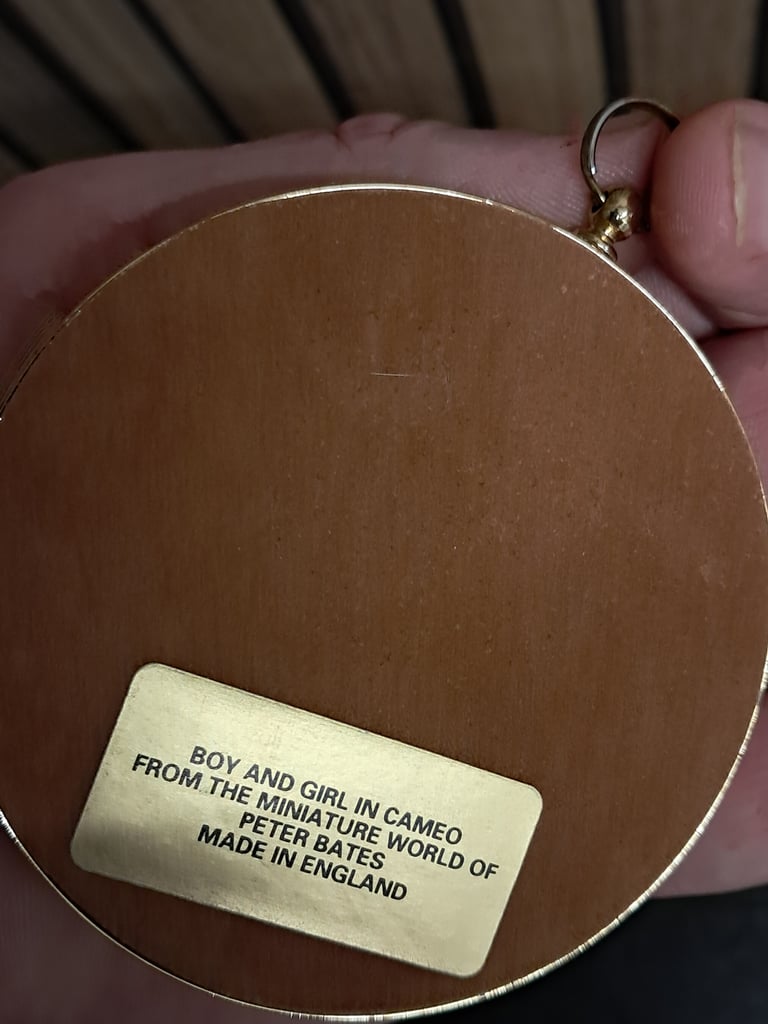 BOY AND GIRL IN CAMEO
FROM THE MINIATURE WORLD OF
PETER BATES
MADE IN ENGLAND